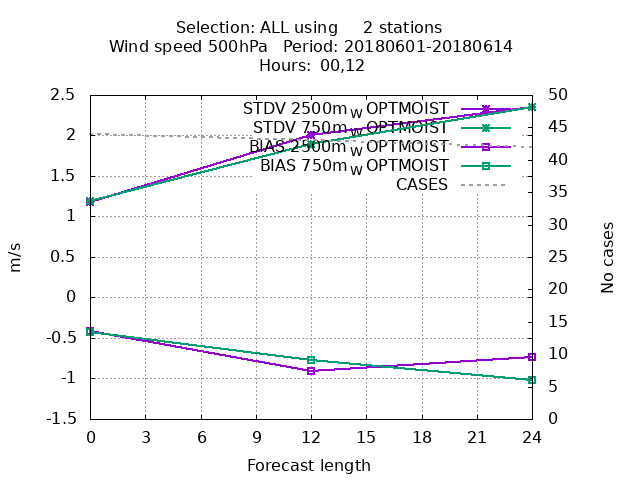 Selection: ALL using 2 stations
Wind speed 500hPa Period: 20180601-20180614
Hours: 00,12
2.5
2
1.5
1
0.5
0
-0.5
-1
-1.5
50
45
40
35
30
25
20
15
10
5
0
STDV 2500m_W OPTMOIST
STDV 750m_W OPTMOIST
BIAS 2500m_W OPTMOIST
BIAS 750m_W OPTMOIST
CASES
m/s
No cases
0 3 6 9 12 15 18 21 24
Forecast length